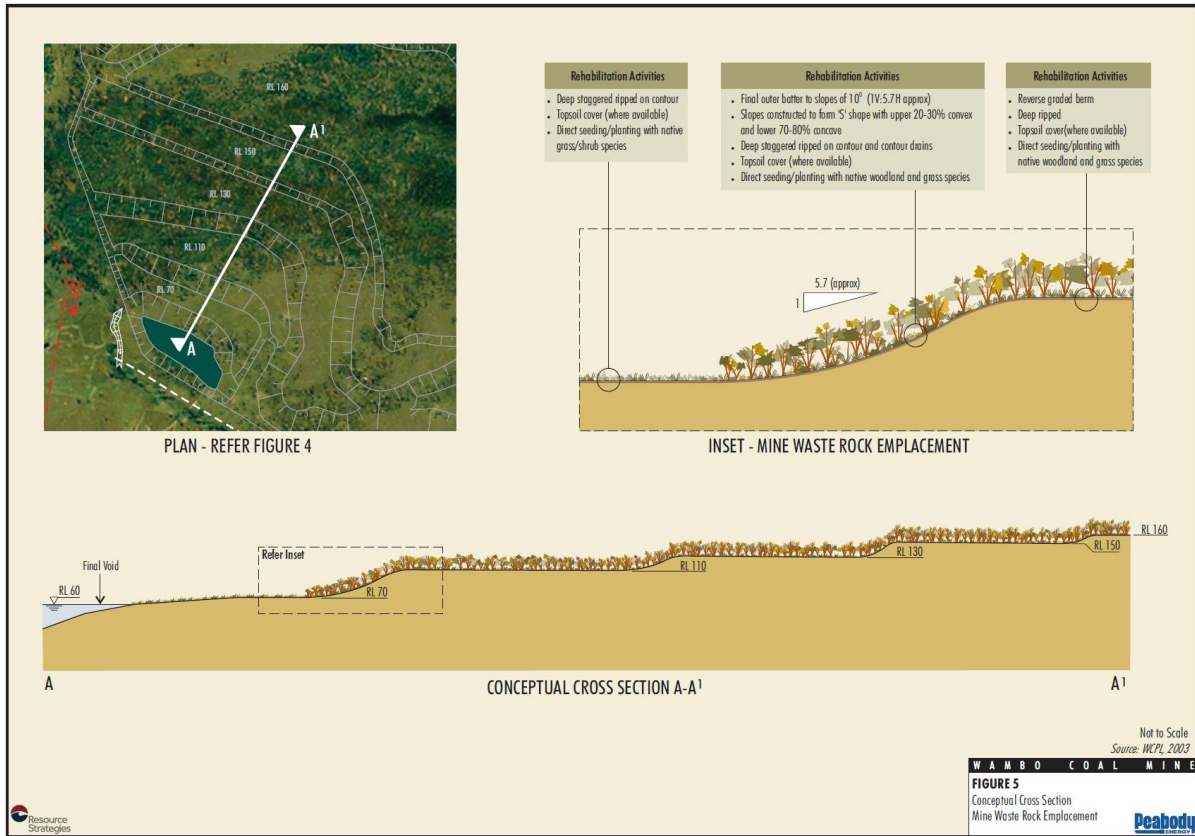 RL 160
A1
RL 150
RL 130
RL 110
RL 70
A
PLAN - REFER FIGURE 4
Rehabilitation Activities
• Deep staggered ripped on contour
• Topsoil cover (where available)
• Direct seeding/planting with native
grass/shrub species
Rehabilitation Activities
• Final outer batter to slopes of 10° (1V:5.7H approx)
• Slopes constructed to form 'S' shape with upper 20-30% convex
and lower 70-80% concave
• Deep staggered ripped on contour and contour drains
• Topsoil cover (where available)
• Direct seeding/planting with native woodland and grass species
Rehabilitation Activities
• Reverse graded berm
• Deep ripped
• Topsoil cover(where available)
• Direct seeding/planting with
native woodland and grass species
5.7 (approx)
1
INSET - MINE WASTE ROCK EMPLACEMENT
Refer Inset
Final Void
RL 60
RL 70
RL 110
RL 130
RL 150
RL 160
A
CONCEPTUAL CROSS SECTION A-A1
A1
Not to Scale
Source: WCPL, 2003
WAMBO COAL MINE
FIGURE 5
Conceptual Cross Section
Mine Waste Rock Emplacement
Peabody
ENERGY
Resource
Strategies